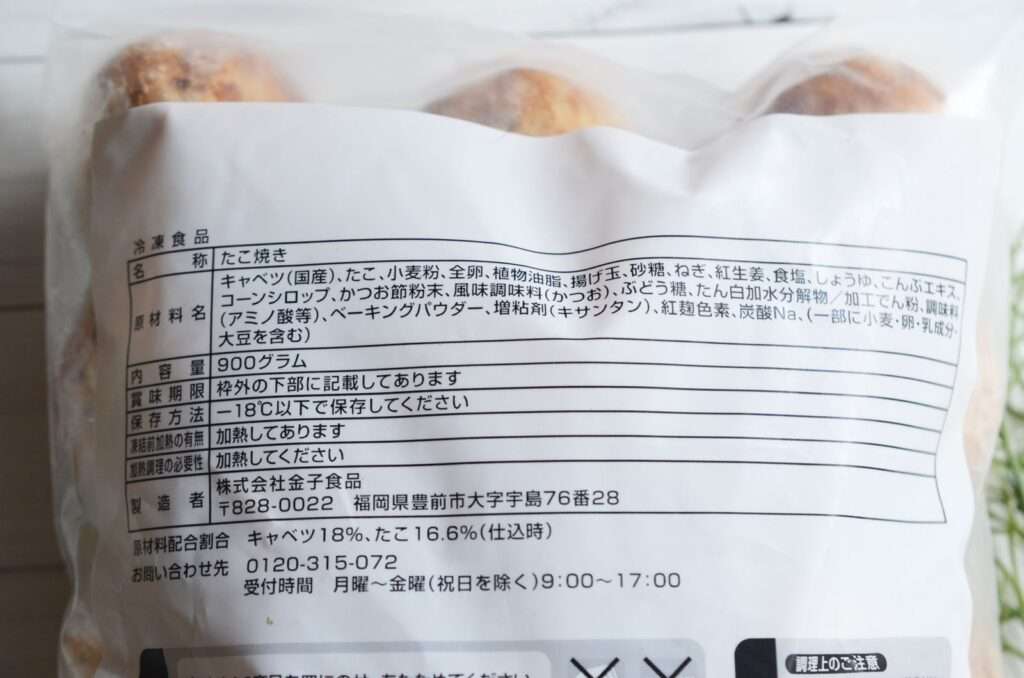 冷凍食品
名称 たこ焼き
原材料名 キャベツ(国産)、たこ、小麦粉、全卵、植物油脂、揚げ玉、砂糖、ねぎ、紅生姜、食塩、しょうゆ、こんぶエキス、
コーンシロップ、かつお節粉末、風味調味料(かつお)、ぶどう糖、たん白加水分解物/加工でん粉、調味料
(アミノ酸等)、ベーキングパウダー、増粘剤(キサンタン)、紅麹色素、炭酸Na、(一部に小麦・卵・乳成分・
大豆を含む)
内容量 900グラム
賞味期限 枠外の下部に記載してあります
保存方法 −18℃以下で保存してください
凍結前加熱の有無 加熱してあります
加熱調理の必要性 加熱してください
製造者 株式会社金子食品
〒828-0022 福岡県豊前市大字宇島76番28
原材料配合割合 キャベツ18%、たこ16.6%(仕込時)
お問い合わせ先 0120-315-072
受付時間 月曜〜金曜(祝日を除く)9:00〜17:00
調理上のご注意